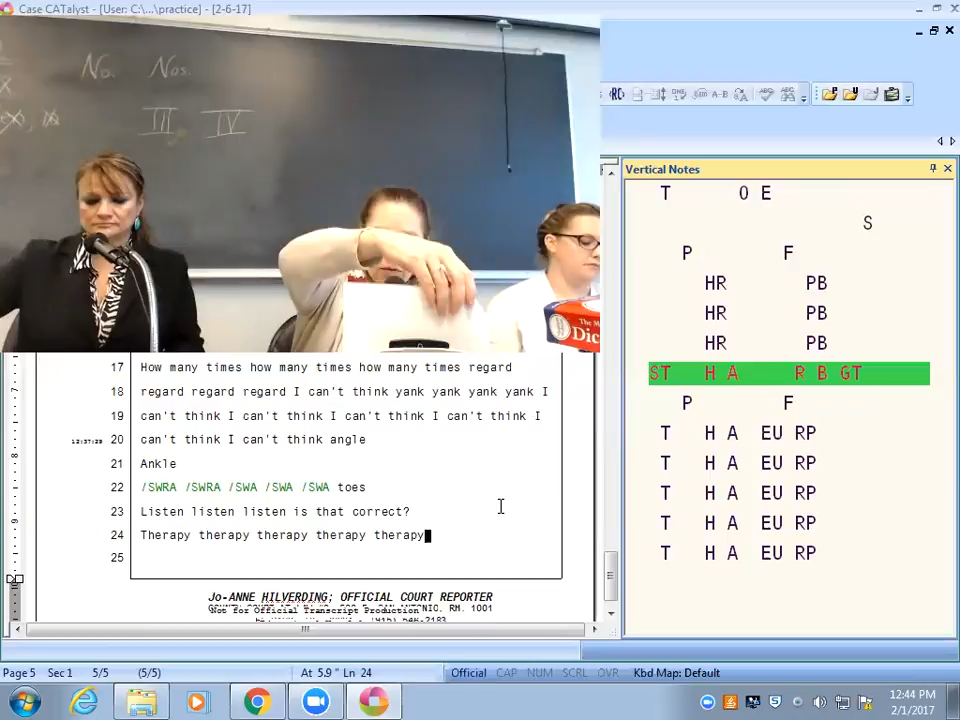 Case CATalyst - [User: C:\...\practice] - [2-6-17]
No. Nos.
III, IV
Dic
Vertical Notes
T O E
S
P F
HR PB
HR PB
HR PB
ST H A R B GT
P F
T H A EU RP
T H A EU RP
T H A EU RP
T H A EU RP
T H A EU RP
17 How many times how many times how many times regard
18 regard regard regard I can't think yank yank yank yank I
19 can't think I can't think I can't think I can't think I
12:37:29 20 can't think I can't think angle
21 Ankle
22 /SWRA /SWRA /SWA /SWA /SWA toes
23 Listen listen listen is that correct?
24 Therapy therapy therapy therapy therapy
25
Jo-ANNE HILVERDING; OFFICIAL COURT REPORTER
Not for Official Transcript Production
Page 5 Sec 1 5/5 (5/5) At 5.9 " Ln 24 Official CAP NUM SCRL OVR Kbd Map: Default
12:44 PM
2/1/2017